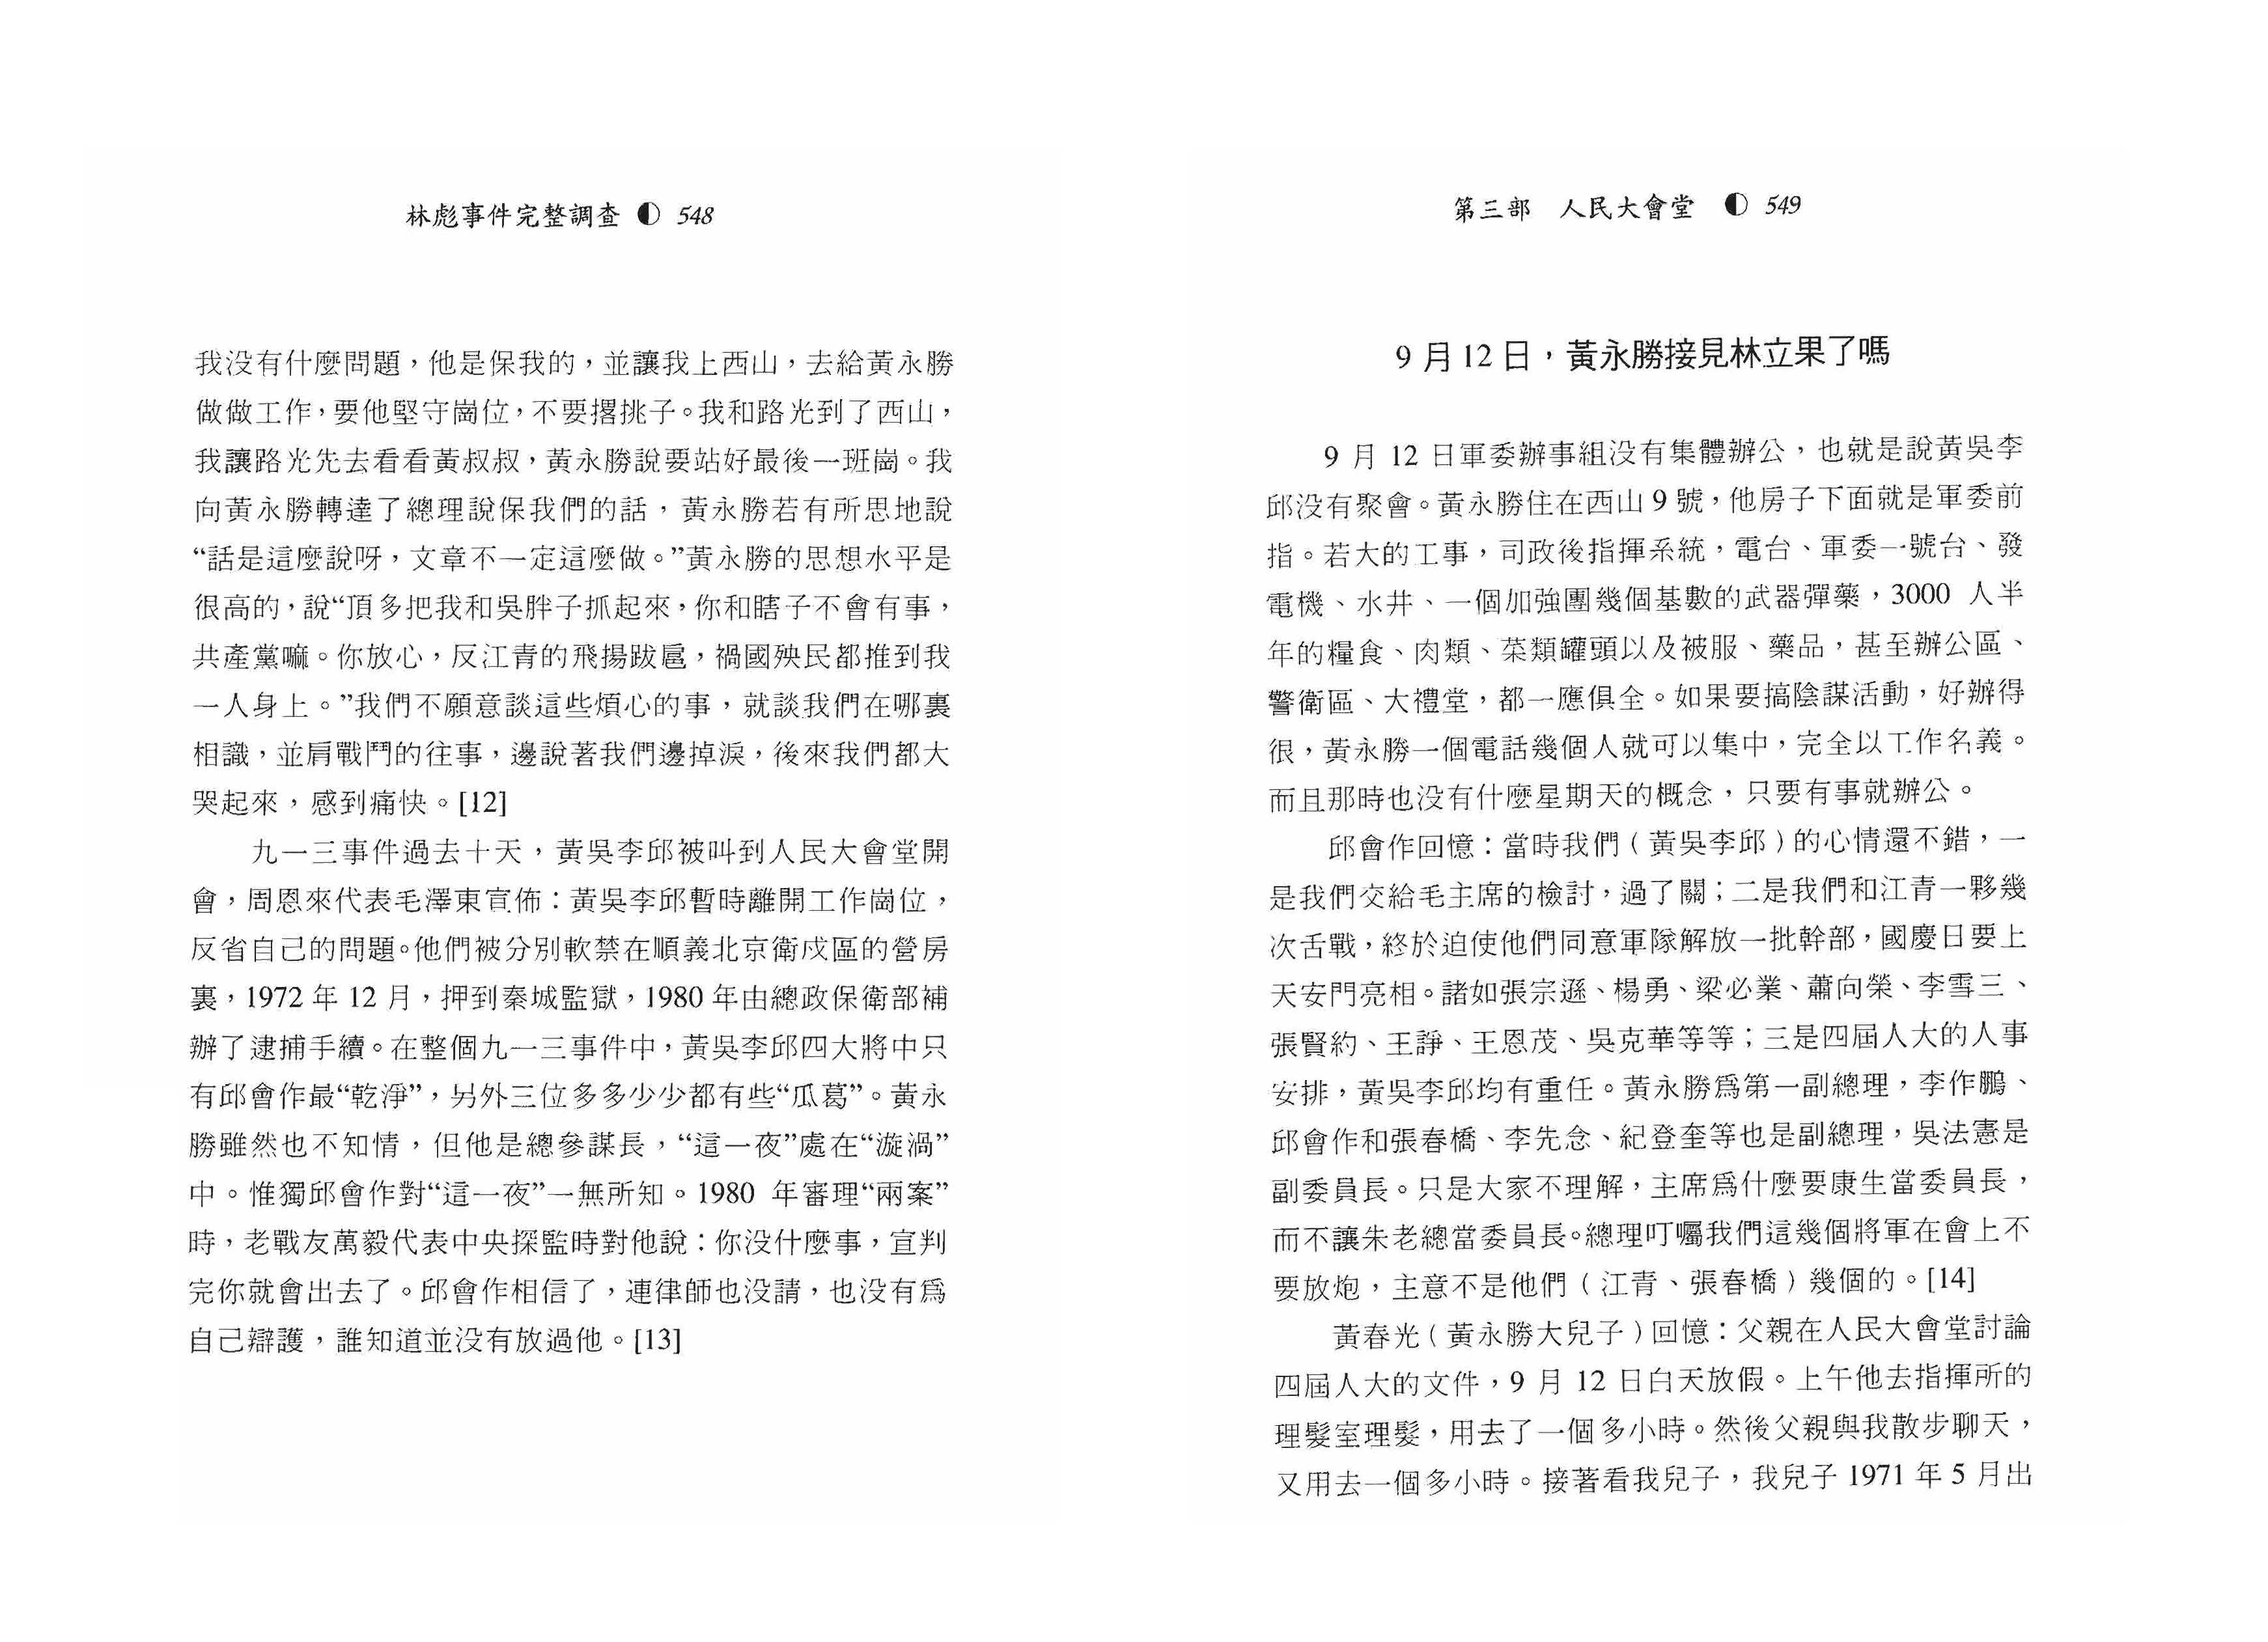 林彪事件完整調查 ◐ 548
我没有什麼問題，他是保我的，並讓我上西山，去給黃永勝
做做工作，要他堅守崗位，不要撂挑子。我和路光到了西山，
我讓路光先去看看黃叔叔，黃永勝說要站好最後一班崗。我
向黃永勝轉達了總理說保我們的話，黃永勝若有所思地說
“話是這麼說呀，文章不一定這麼做。”黃永勝的思想水平是
很高的，說“頂多把我和吳胖子抓起來，你和瞎子不會有事，
共產黨嘛。你放心，反江青的飛揚跋扈，禍國殃民都推到我
一人身上。”我們不願意談這些煩心的事，就談我們在哪裏
相識，並肩戰鬥的往事，邊說著我們邊掉淚，後來我們都大
哭起來，感到痛快。[12]
九一三事件過去十天，黃吳李邱被叫到人民大會堂開
會，周恩來代表毛澤東宣佈：黃吳李邱暫時離開工作崗位，
反省自己的問題。他們被分別軟禁在順義北京衛戍區的營房
裏，1972 年 12 月，押到秦城監獄，1980 年由總政保衛部補
辦了逮捕手續。在整個九一三事件中，黃吳李邱四大將中只
有邱會作最“乾淨”，另外三位多多少少都有些“瓜葛”。黃永
勝雖然也不知情，但他是總參謀長，“這一夜”處在“漩渦”
中。惟獨邱會作對“這一夜”一無所知。1980 年審理“兩案”
時，老戰友萬毅代表中央探監時對他說：你没什麼事，宣判
完你就會出去了。邱會作相信了，連律師也没請，也没有爲
自己辯護，誰知道並没有放過他。[13]
第三部 人民大會堂 ◐ 549
9 月 12 日，黃永勝接見林立果了嗎
9 月 12 日軍委辦事組没有集體辦公，也就是說黃吳李
邱没有聚會。黃永勝住在西山 9 號，他房子下面就是軍委前
指。若大的工事，司政後指揮系統，電台、軍委一號台、發
電機、水井、一個加強團幾個基數的武器彈藥，3000 人半
年的糧食、肉類、菜類罐頭以及被服、藥品，甚至辦公區、
警衛區、大禮堂，都一應俱全。如果要搞陰謀活動，好辦得
很，黃永勝一個電話幾個人就可以集中，完全以工作名義。
而且那時也没有什麼星期天的概念，只要有事就辦公。
邱會作回憶：當時我們（黃吳李邱）的心情還不錯，一
是我們交給毛主席的檢討，過了關；二是我們和江青一夥幾
次舌戰，終於迫使他們同意軍隊解放一批幹部，國慶日要上
天安門亮相。諸如張宗遜、楊勇、梁必業、蕭向榮、李雪三、
張賢約、王諍、王恩茂、吳克華等等；三是四屆人大的人事
安排，黃吳李邱均有重任。黃永勝爲第一副總理，李作鵬、
邱會作和張春橋、李先念、紀登奎等也是副總理，吳法憲是
副委員長。只是大家不理解，主席爲什麼要康生當委員長，
而不讓朱老總當委員長。總理叮囑我們這幾個將軍在會上不
要放炮，主意不是他們（江青、張春橋）幾個的。[14]
黃春光（黃永勝大兒子）回憶：父親在人民大會堂討論
四屆人大的文件，9 月 12 日白天放假。上午他去指揮所的
理髮室理髮，用去了一個多小時。然後父親與我散步聊天，
又用去一個多小時。接著看我兒子，我兒子 1971 年 5 月出